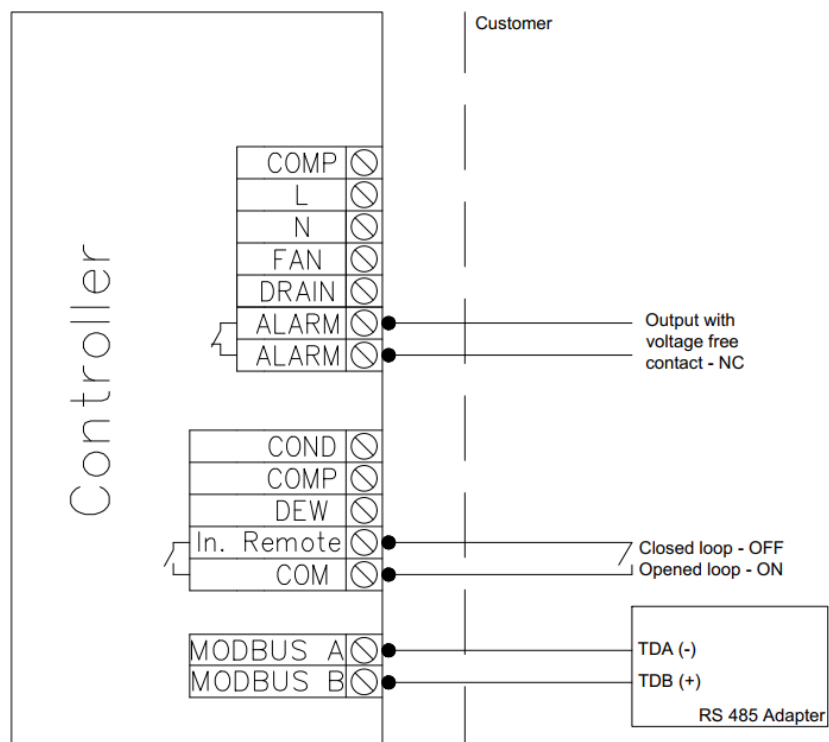 Customer
Controller
COMP
L
N
FAN
DRAIN
ALARM
ALARM
Output with
voltage free
contact - NC
COND
COMP
DEW
In. Remote
COM
Closed loop - OFF
Opened loop - ON
MODBUS A
MODBUS B
TDA (-)
TDB (+)
RS 485 Adapter